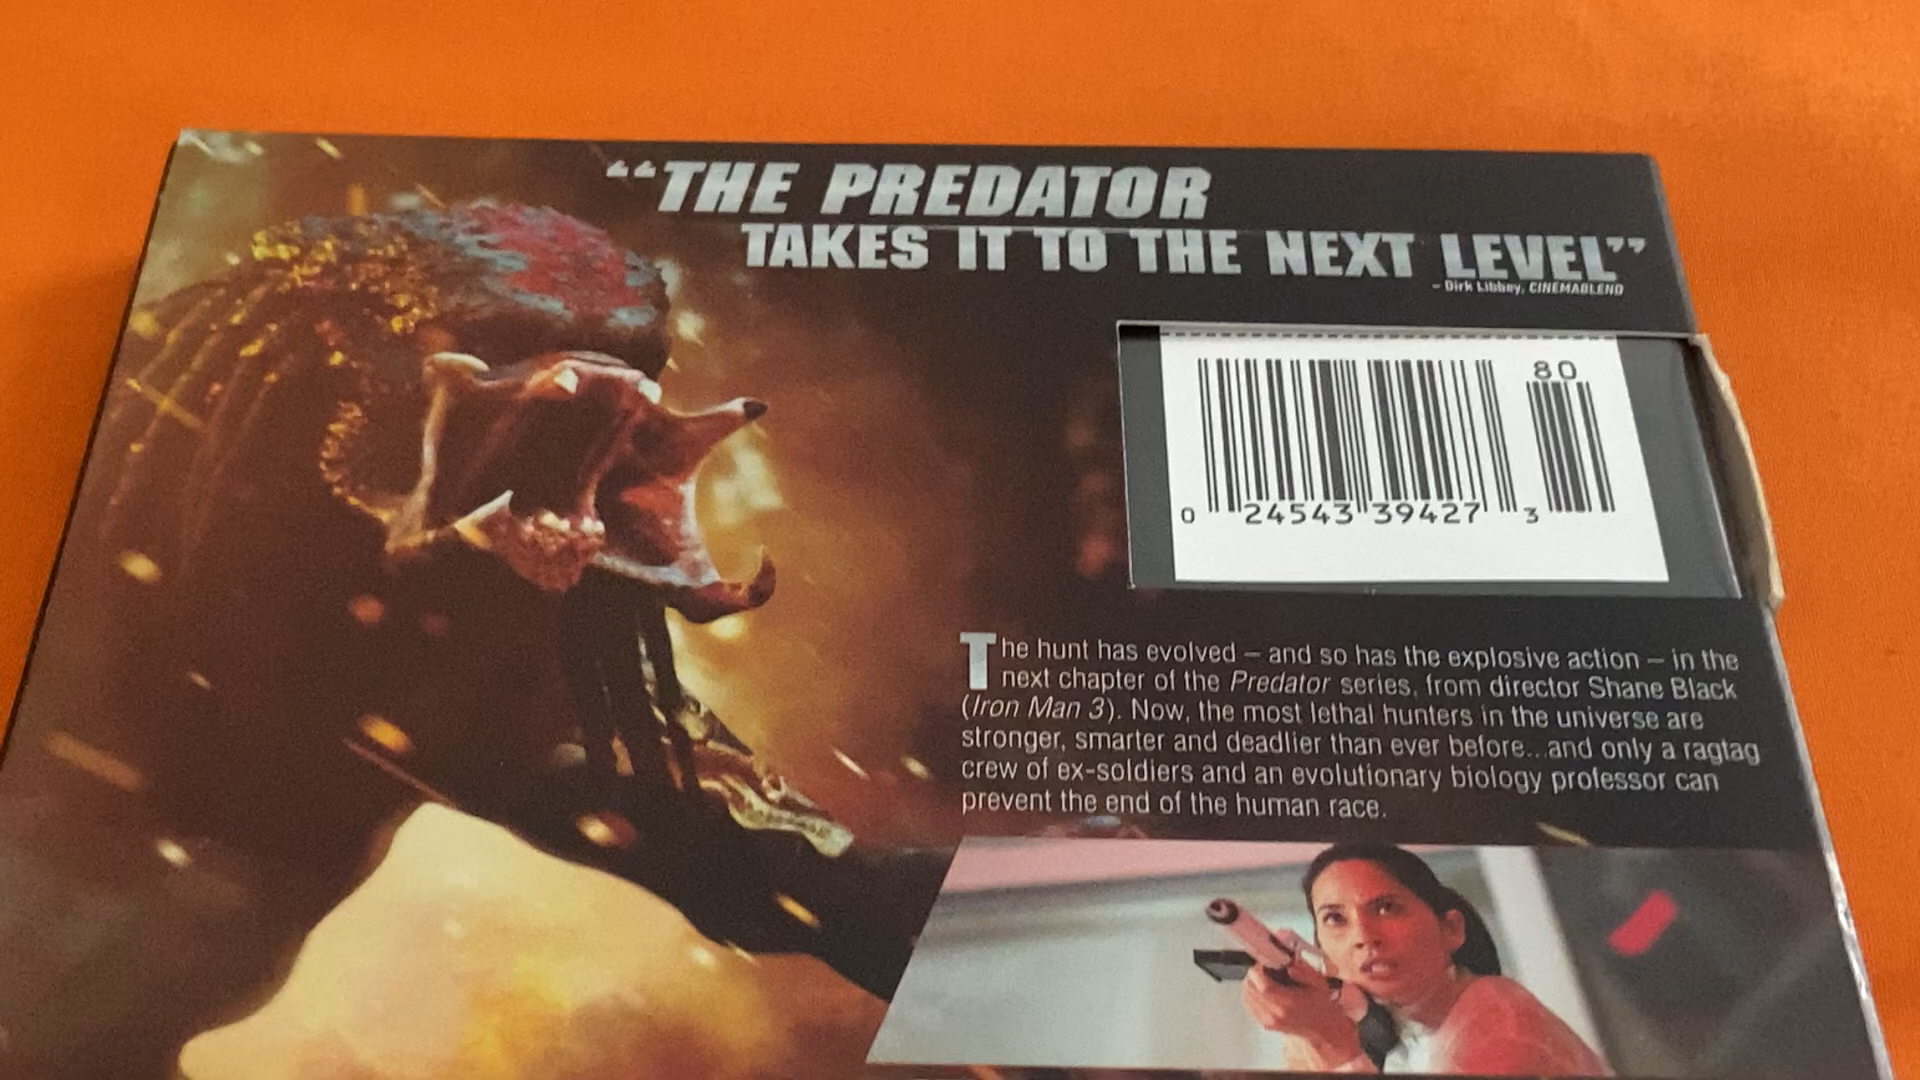 “THE PREDATOR
TAKES IT TO THE NEXT LEVEL”
– Dirk Libbey, CINEMABLEND
80
0 24543 39427 3
The hunt has evolved – and so has the explosive action – in the
next chapter of the Predator series, from director Shane Black
(Iron Man 3). Now, the most lethal hunters in the universe are
stronger, smarter and deadlier than ever before...and only a ragtag
crew of ex-soldiers and an evolutionary biology professor can
prevent the end of the human race.